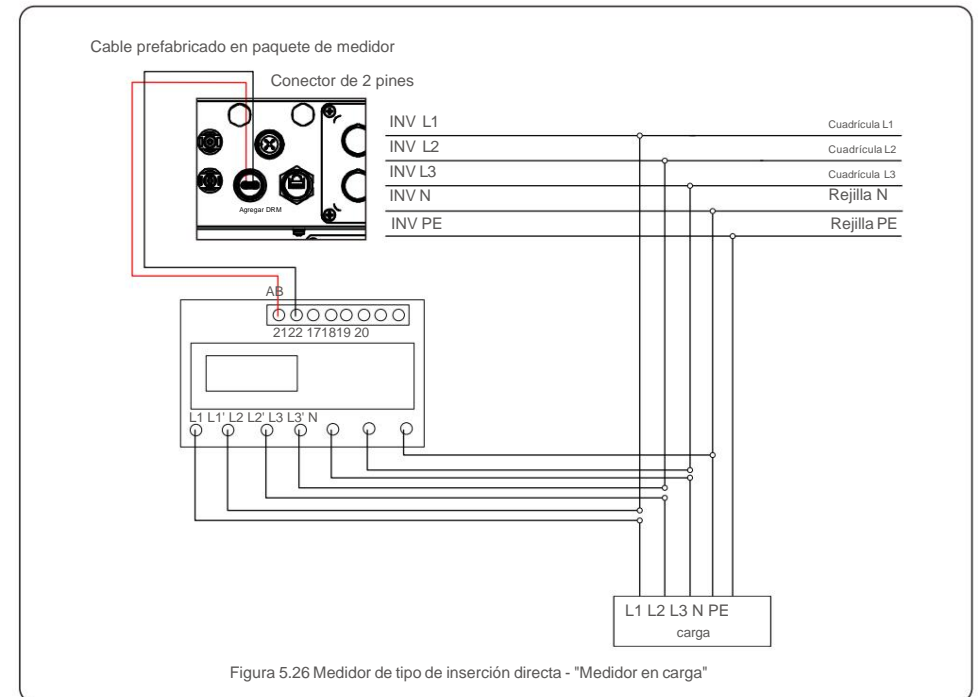 Cable prefabricado en paquete de medidor
Conector de 2 pines
INV L1
Cuadrícula L1
INV L2
Cuadrícula L2
INV L3
Cuadrícula L3
INV N
Rejilla N
INV PE
Rejilla PE
Agregar DRM
AB
2122 171819 20
L1 L1' L2 L2' L3 L3' N
L1 L2 L3 N PE
carga
Figura 5.26 Medidor de tipo de inserción directa - "Medidor en carga"